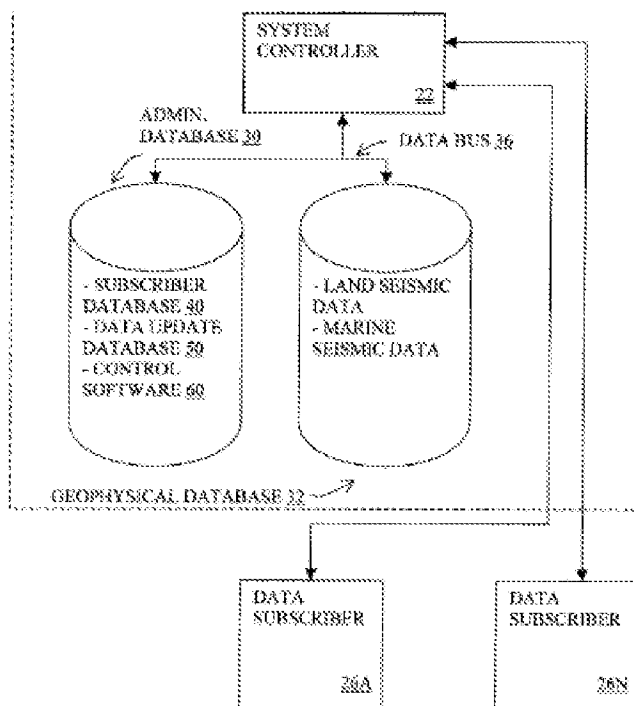 SYSTEM
CONTROLLER
22
ADMIN.
DATABASE 30
DATA BUS 36
- SUBSCRIBER
DATABASE 40
- DATA UPDATE
DATABASE 50
- CONTROL
SOFTWARE 60
- LAND SEISMIC
DATA
- MARINE
SEISMIC DATA
GEOPHYSICAL DATABASE 32
DATA
SUBSCRIBER
26A
DATA
SUBSCRIBER
26N